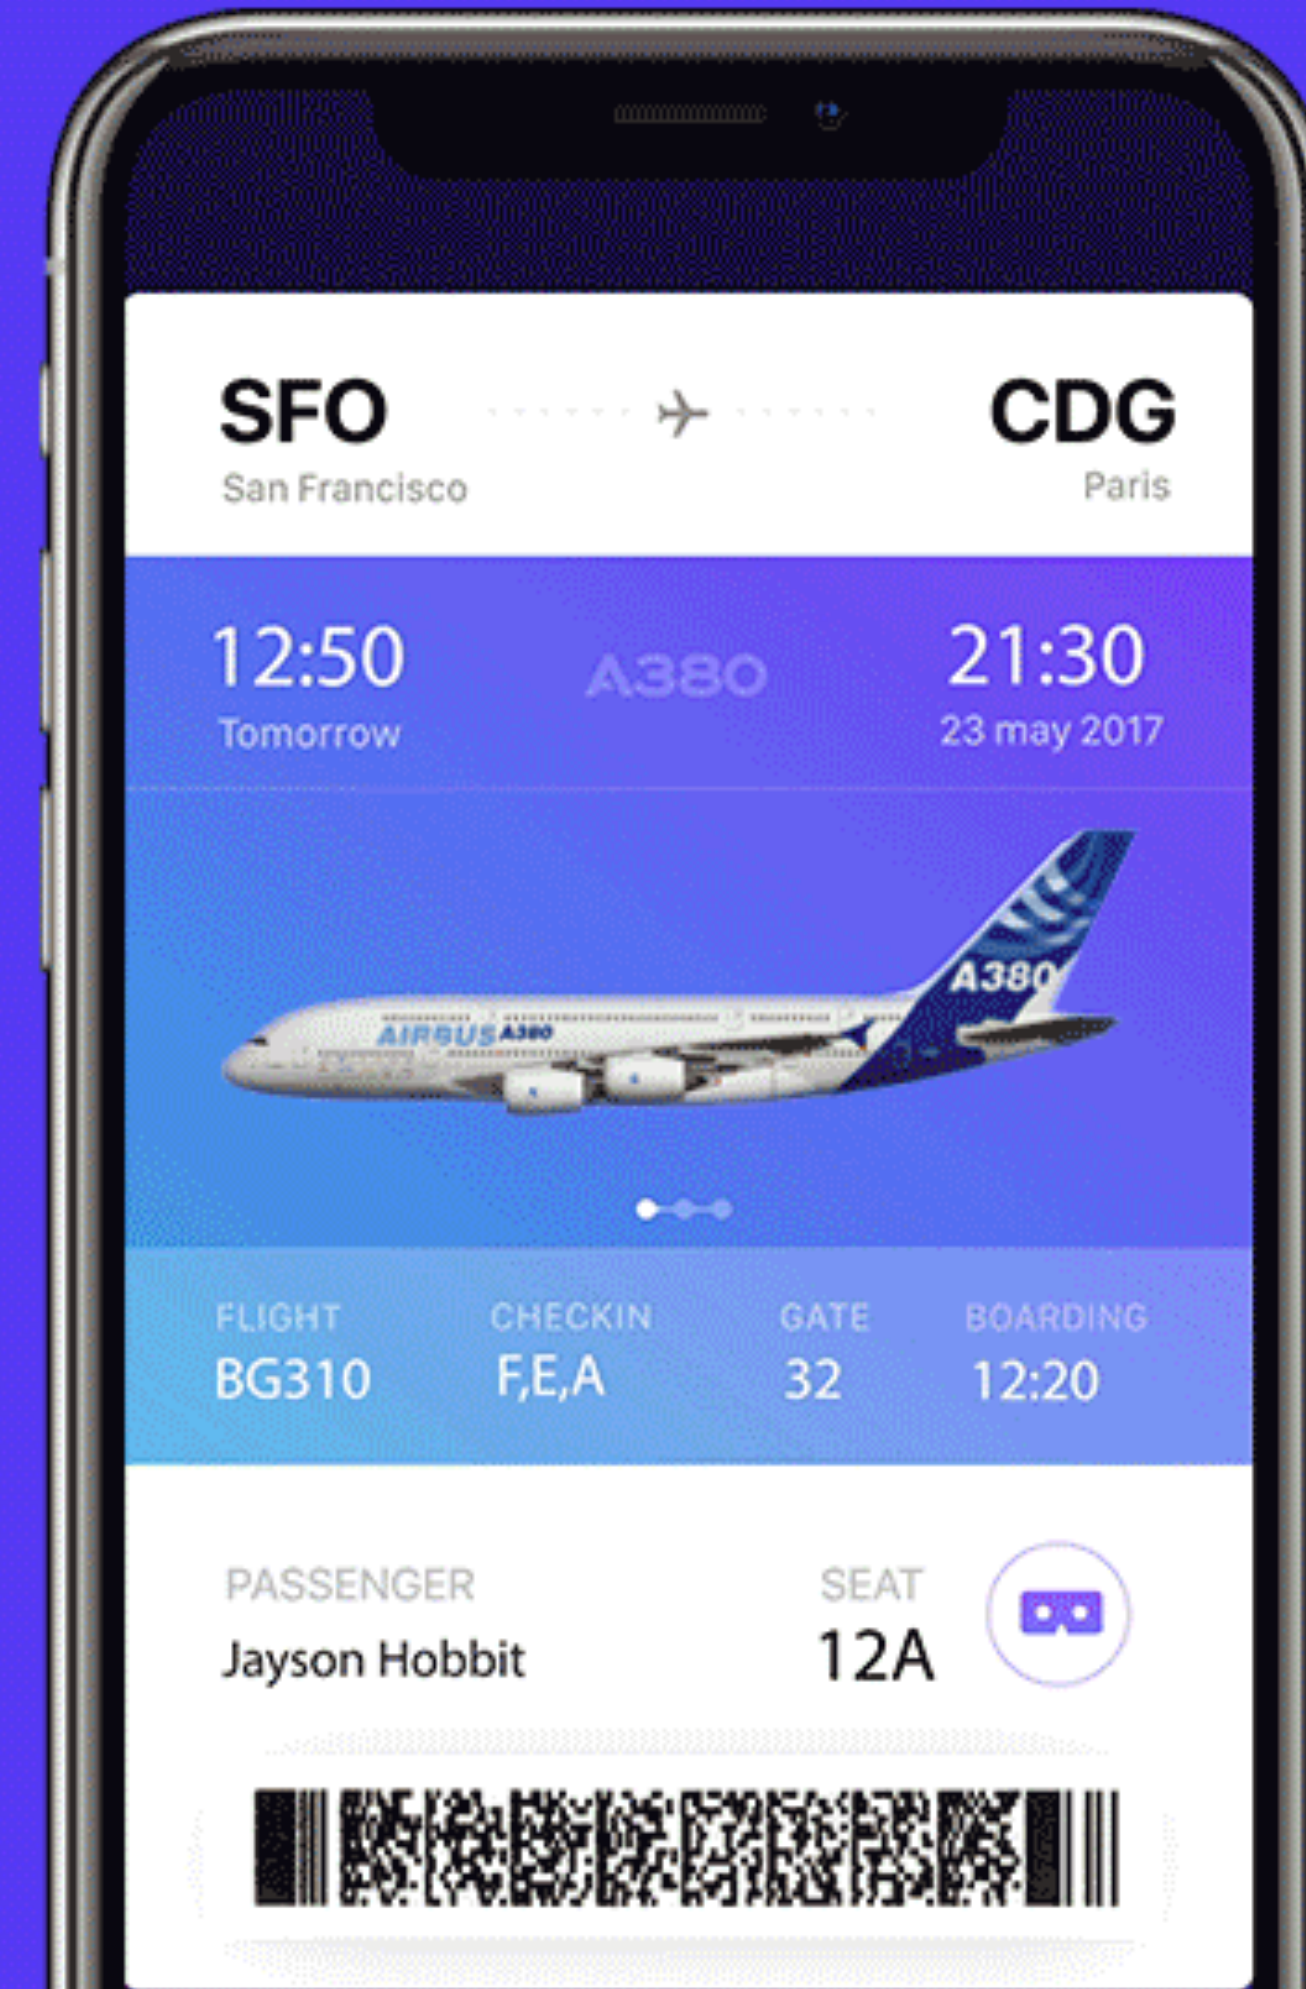 SFO CDG
San Francisco Paris
12:50 A380 21:30
Tomorrow 23 may 2017
A380
AIRBUS A380
FLIGHT CHECKIN GATE BOARDING
BG310 F,E,A 32 12:20
PASSENGER SEAT
Jayson Hobbit 12A